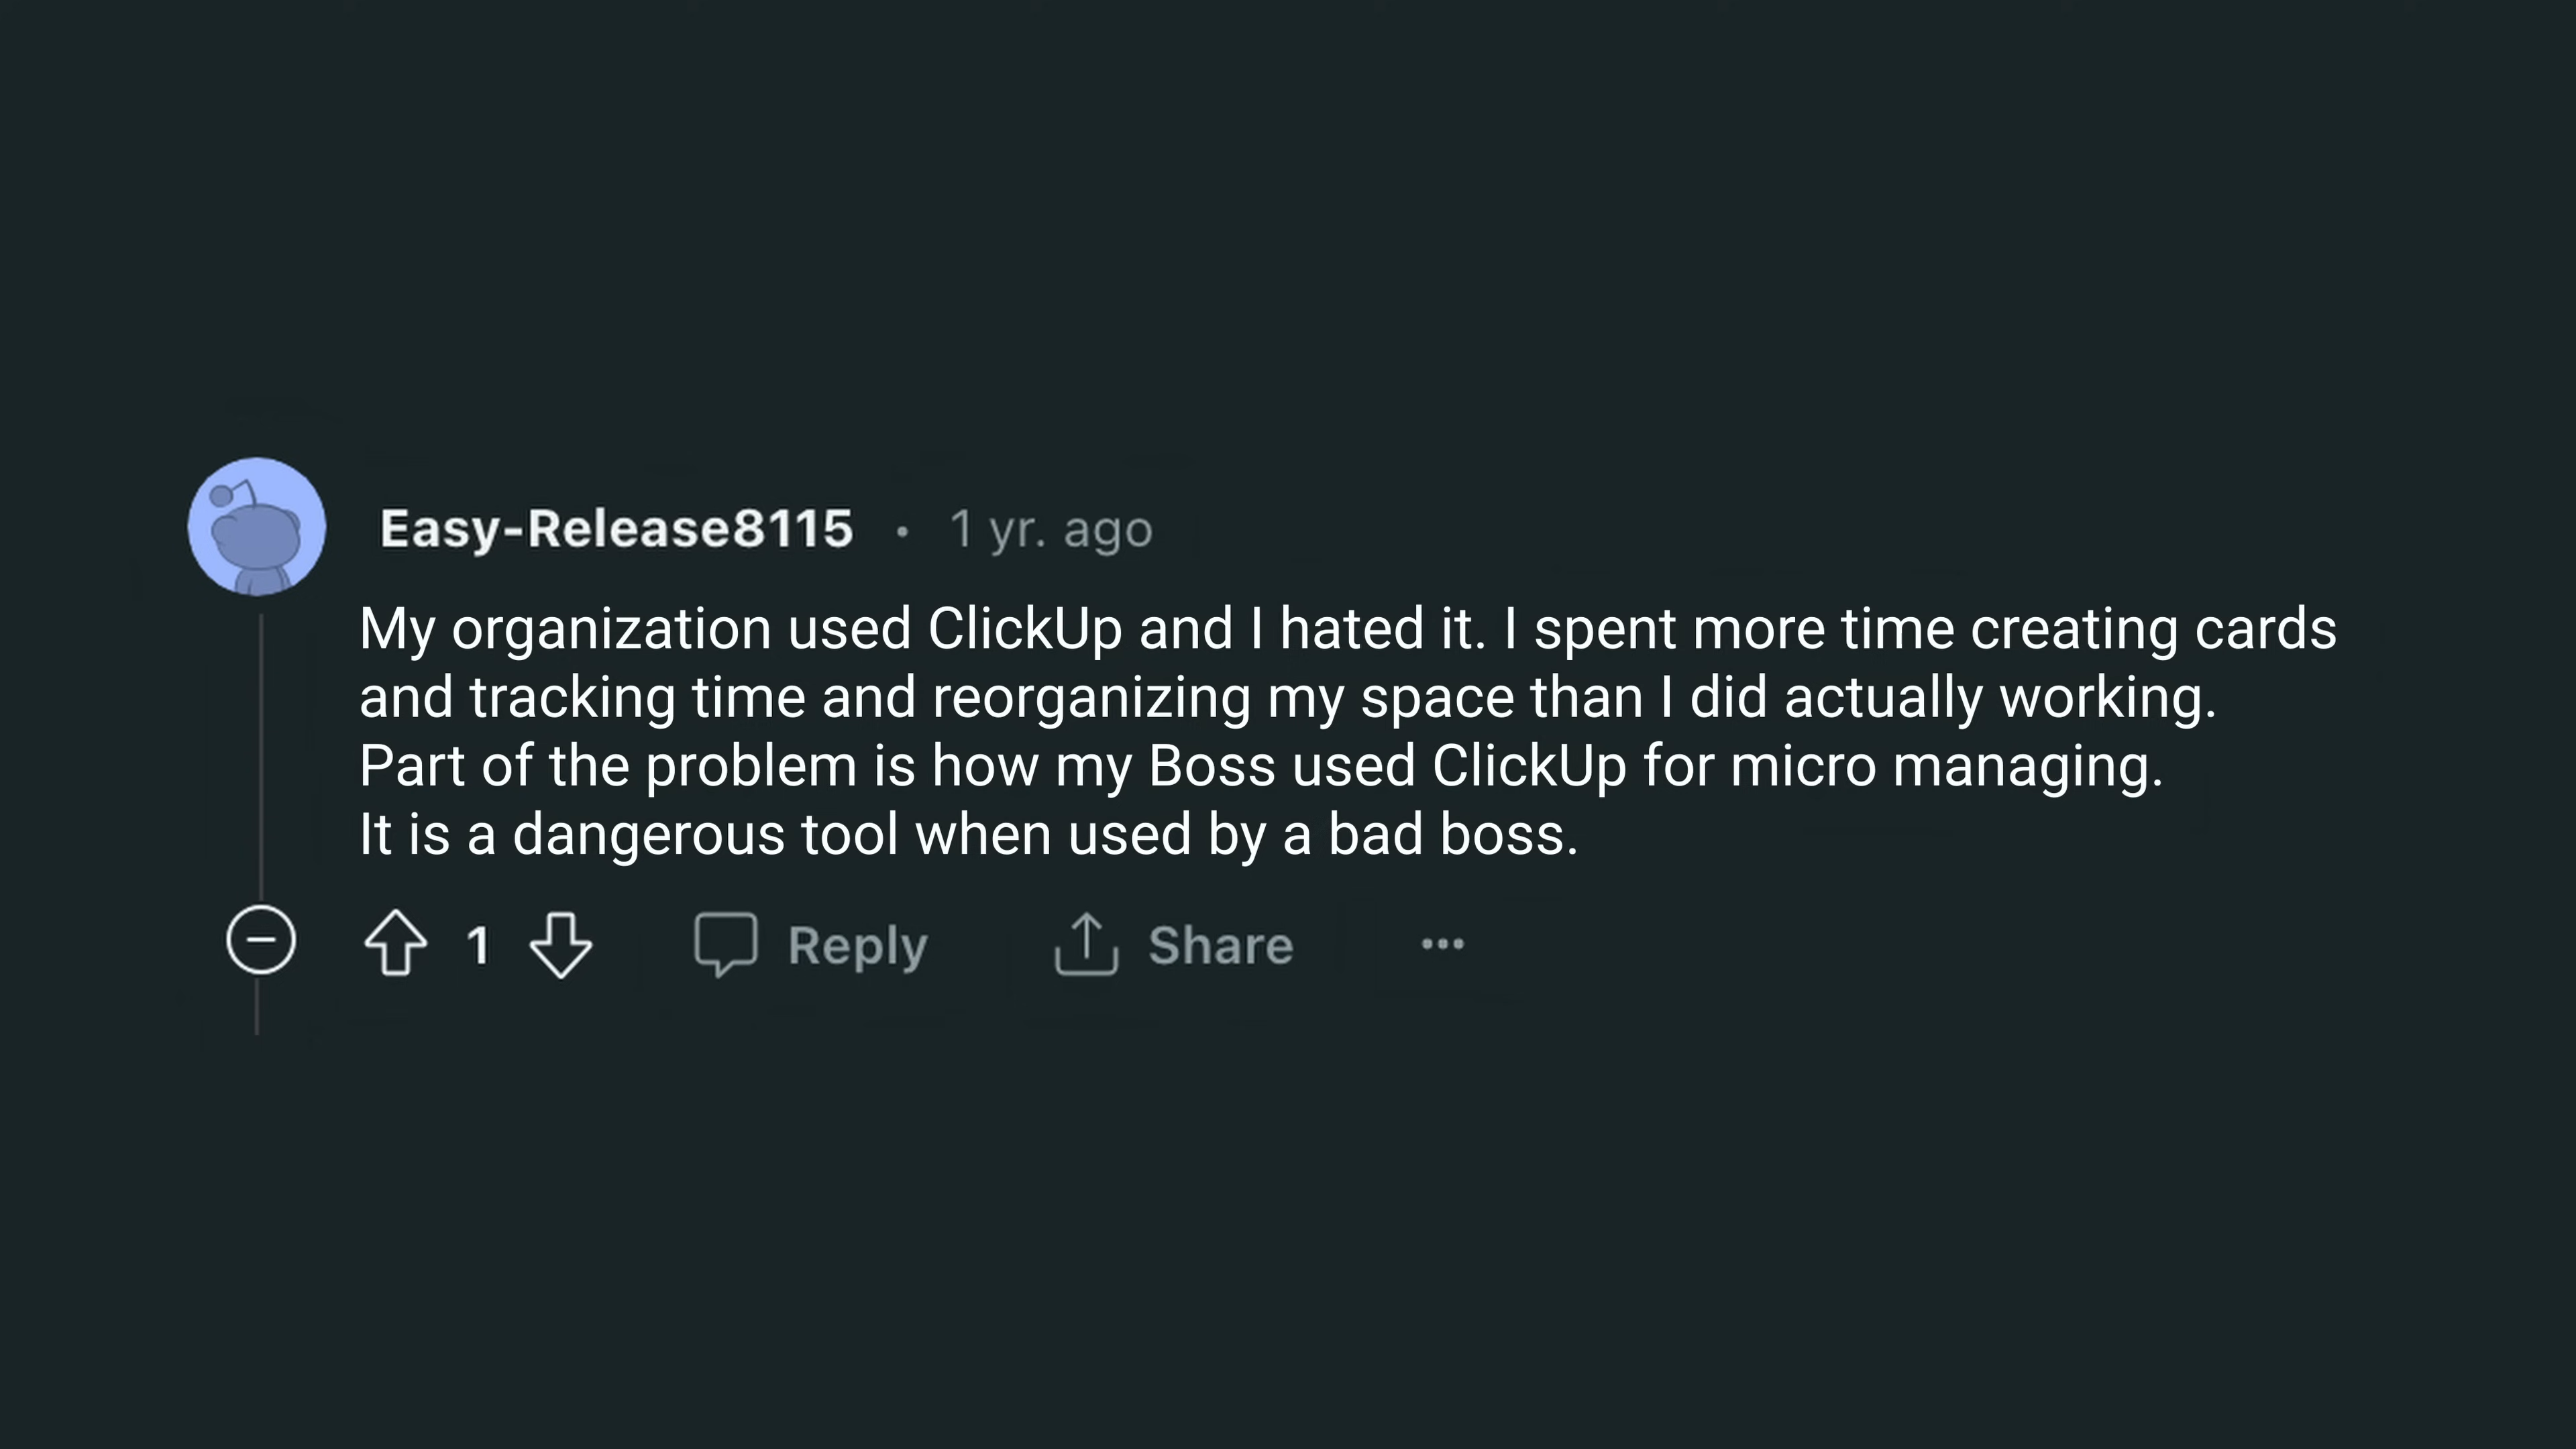 Easy-Release8115 • 1 yr. ago
My organization used ClickUp and I hated it. I spent more time creating cards
and tracking time and reorganizing my space than I did actually working.
Part of the problem is how my Boss used ClickUp for micro managing.
It is a dangerous tool when used by a bad boss.
1 Reply Share ...